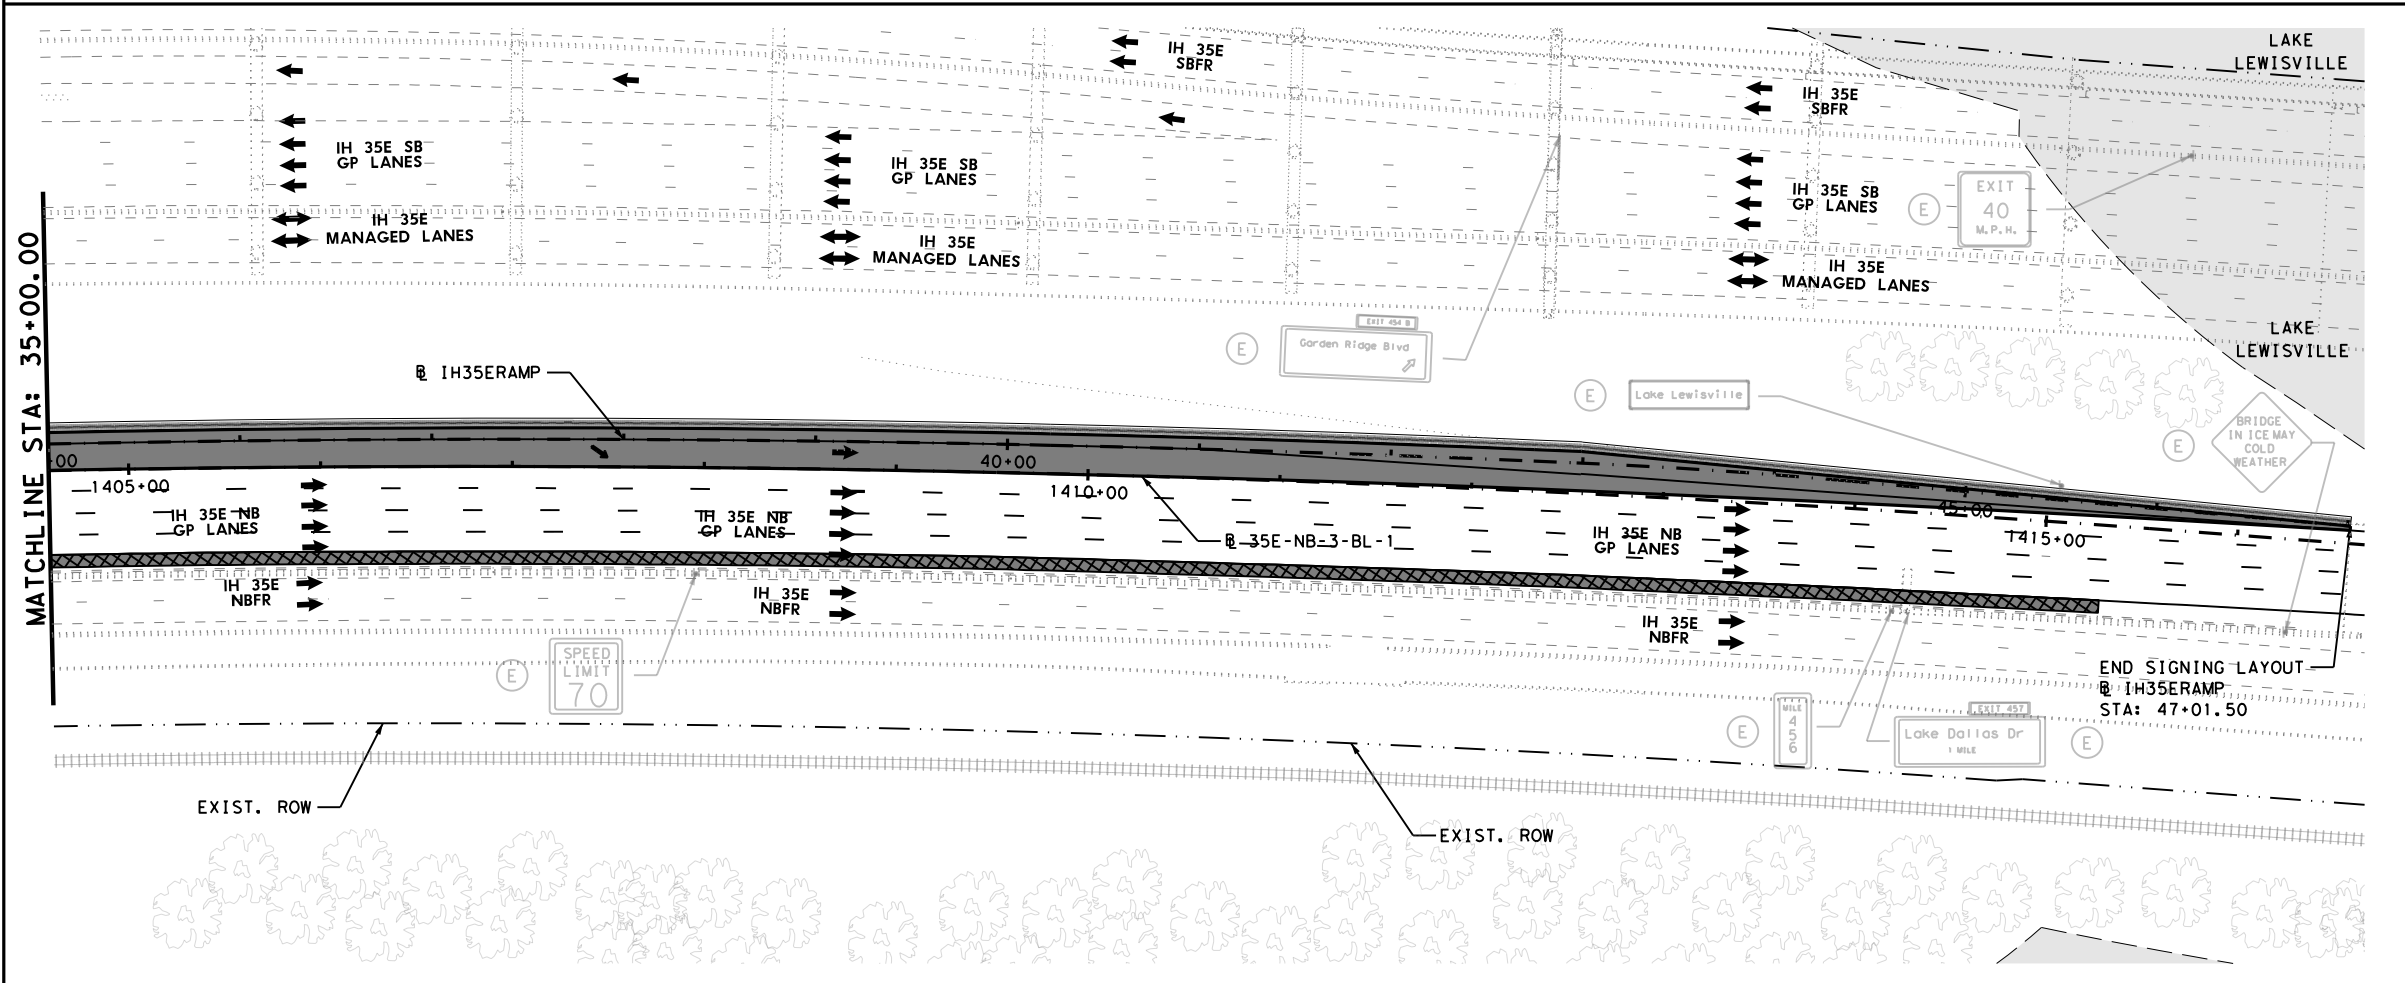 LAKE
LEWISVILLE
IH 35E
SBFR
IH 35E
SBFR
IH 35E SB
GP LANES
IH 35E SB
GP LANES
IH 35E SB
GP LANES
E
EXIT
40
M.P.H.
IH 35E
MANAGED LANES
IH 35E
MANAGED LANES
IH 35E
MANAGED LANES
MATCHLINE STA: 35+00.00
E
EXIT 454 B
Garden Ridge Blvd
LAKE
LEWISVILLE
℄ IH35ERAMP
E
Lake Lewisville
E
BRIDGE
IN ICE MAY
COLD
WEATHER
00
40+00
45+00
1405+00
1410+00
1415+00
IH 35E NB
GP LANES
IH 35E NB
GP LANES
IH 35E NB
GP LANES
℄ 35E-NB-3-BL-1
IH 35E
NBFR
IH 35E
NBFR
IH 35E
NBFR
E
SPEED
LIMIT
70
END SIGNING LAYOUT
℄ IH35ERAMP
STA: 47+01.50
E
MILE
4
5
6
EXIT 457
Lake Dallas Dr
1 MILE
E
EXIST. ROW
EXIST. ROW